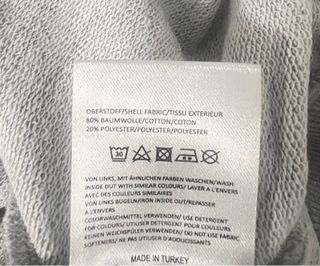 OBERSTOFF/SHELL FABRIC/TISSU EXTERIEUR
80% BAUMWOLLE/COTTON/COTON
20% POLYESTER/POLYESTER/POLYESTER
30
VON LINKS, MIT ÄHNLICHEN FARBEN WASCHEN/WASH
INSIDE OUT WITH SIMILAR COLOURS/ LAVER A L'ENVERS
AVEC DES COULEURS SIMILAIRES
VON LINKS BÜGELN/IRON INSIDE OUT/REPASSER
A L'ENVERS
COLORWASCHMITTEL VERWENDEN/ USE DETERGENT
FOR COLOURS/ UTILISER DETERGENT COULEUR
KEINEN WEICHSPÜLER VERWENDEN/ DO NOT USE FABRIC
SOFTENERS/ NE PAS UTILISER D'ADOUCISSANTS
MADE IN TURKEY